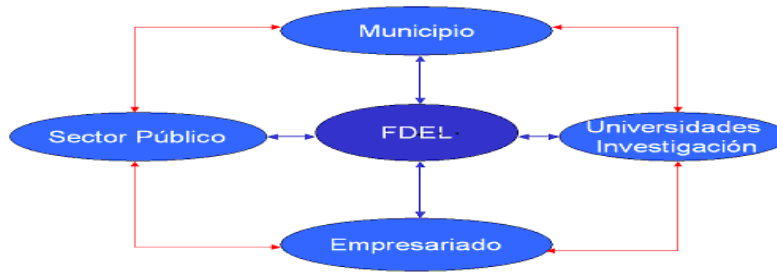 Municipio
Sector Público
FDEL.
Universidades
Investigación
Empresariado